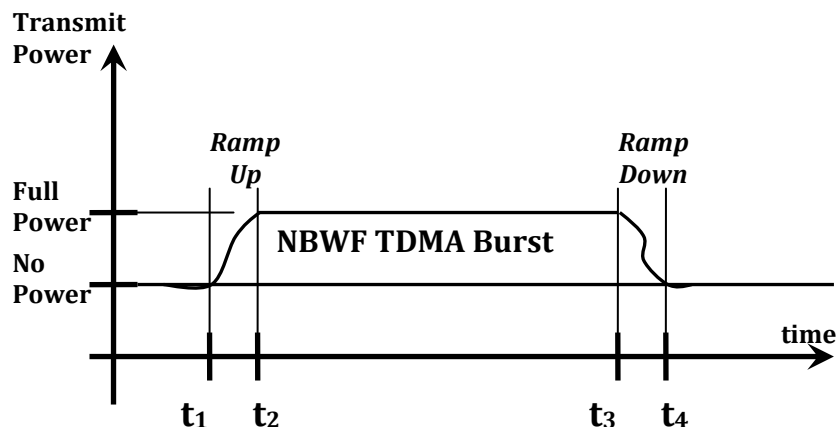 Transmit
Power
Ramp
Up
Ramp
Down
Full
Power
NBWF TDMA Burst
No
Power
time
t1
t2
t3
t4